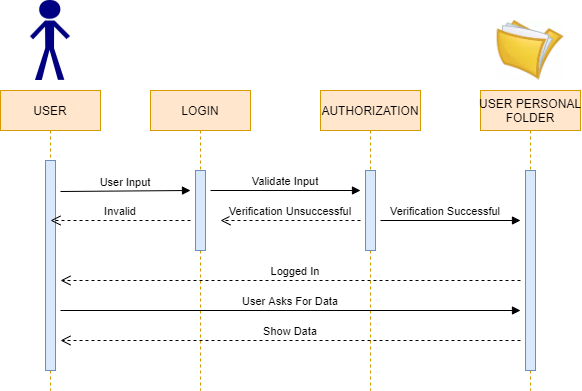 USER
LOGIN
AUTHORIZATION
USER PERSONAL
FOLDER
User Input
Validate Input
Invalid
Verification Unsuccessful
Verification Successful
Logged In
User Asks For Data
Show Data